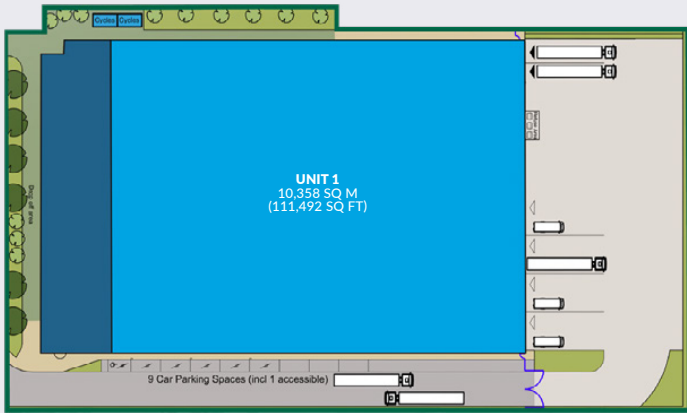 Cycles Cycles
UNIT 1
10,358 SQ M
(111,492 SQ FT)
Drop off area
9 Car Parking Spaces (incl 1 accessible)